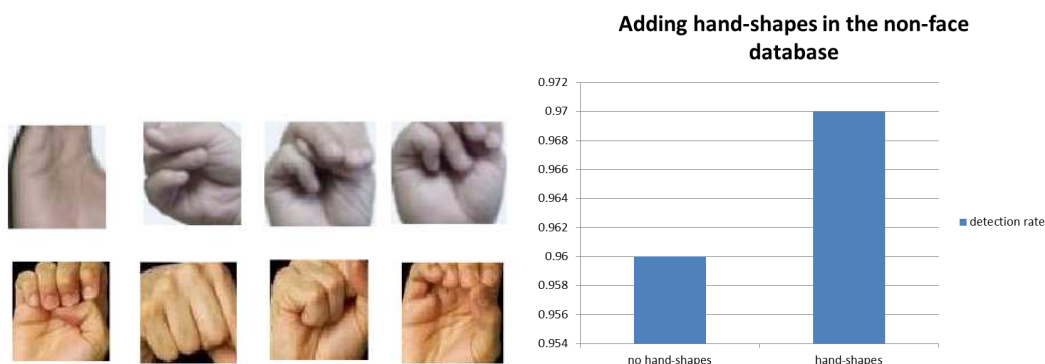 Adding hand-shapes in the non-face
database
0.972
0.97
0.968
0.966
0.964
0.962
0.96
0.958
0.956
0.954
no hand-shapes
hand-shapes
detection rate